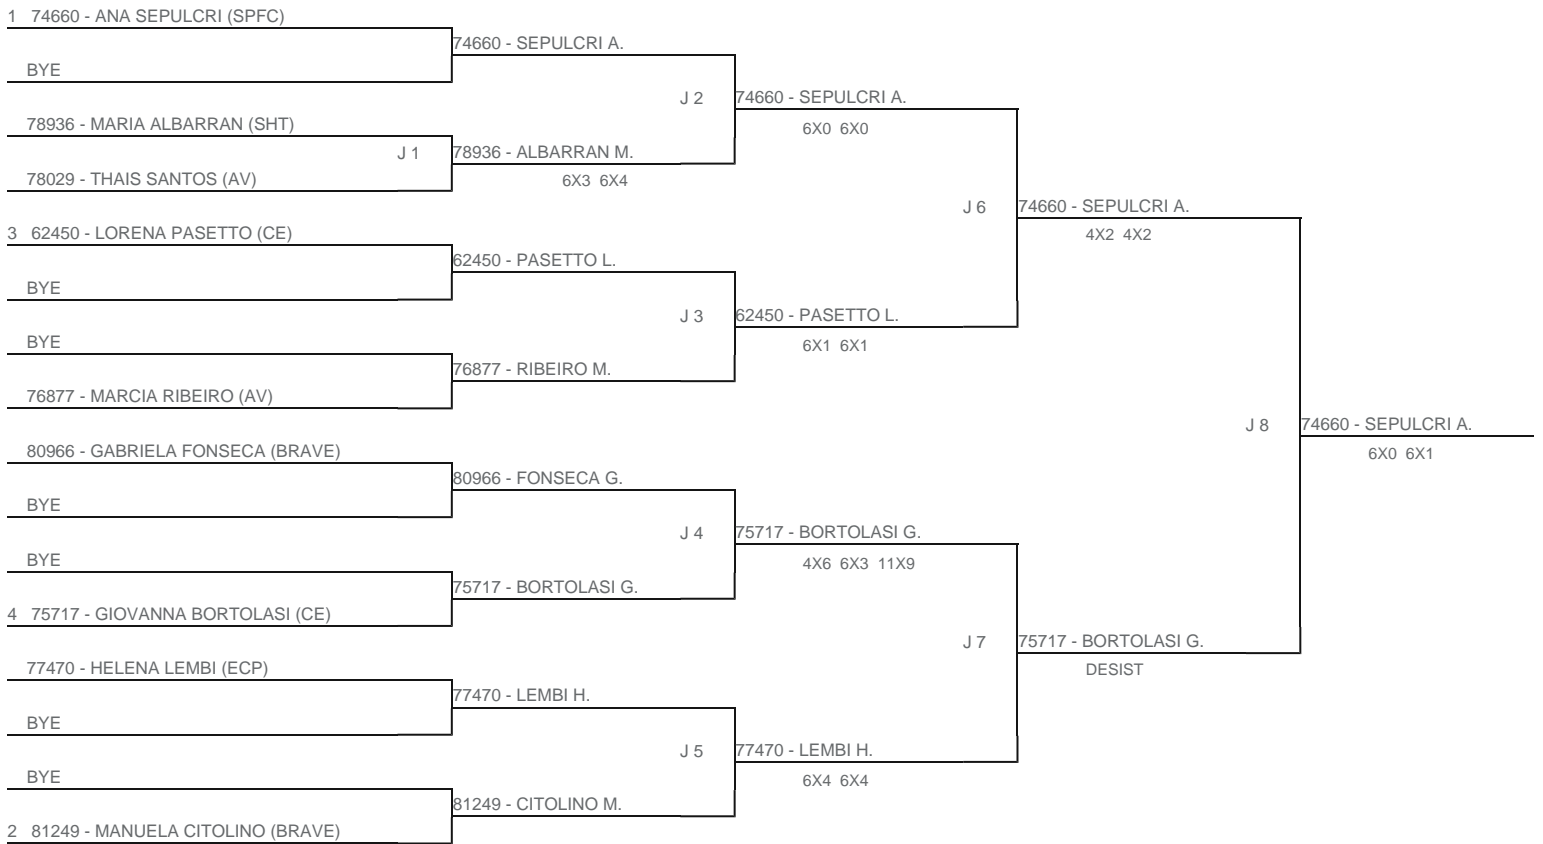 1 74660 - ANA SEPULCRI (SPFC)
74660 - SEPULCRI A.
BYE
J 2 74660 - SEPULCRI A.
6X0 6X0
78936 - MARIA ALBARRAN (SHT)
J 1 78936 - ALBARRAN M.
6X3 6X4
78029 - THAIS SANTOS (AV)
J 6 74660 - SEPULCRI A.
4X2 4X2
3 62450 - LORENA PASETTO (CE)
62450 - PASETTO L.
BYE
J 3 62450 - PASETTO L.
6X1 6X1
BYE
76877 - RIBEIRO M.
76877 - MARCIA RIBEIRO (AV)
J 8 74660 - SEPULCRI A.
6X0 6X1
80966 - GABRIELA FONSECA (BRAVE)
80966 - FONSECA G.
BYE
J 4 75717 - BORTOLASI G.
4X6 6X3 11X9
BYE
75717 - BORTOLASI G.
4 75717 - GIOVANNA BORTOLASI (CE)
J 7 75717 - BORTOLASI G.
DESIST
77470 - HELENA LEMBI (ECP)
77470 - LEMBI H.
BYE
J 5 77470 - LEMBI H.
6X4 6X4
BYE
81249 - CITOLINO M.
2 81249 - MANUELA CITOLINO (BRAVE)